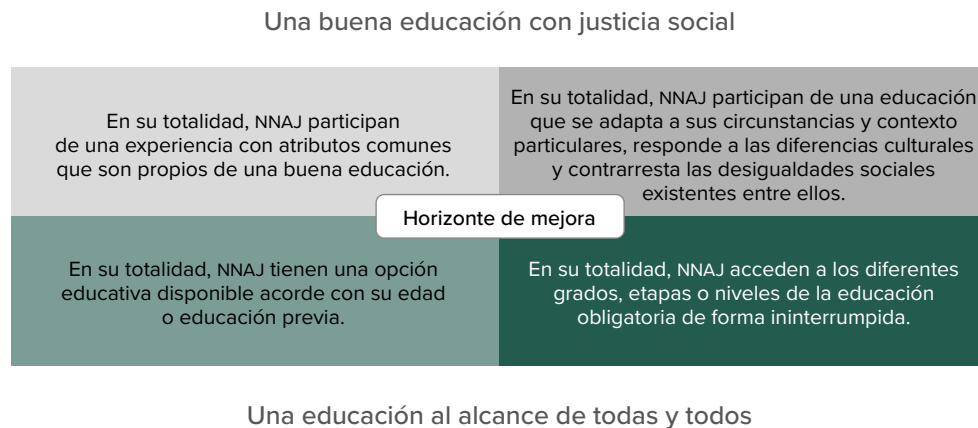 Una buena educación con justicia social
En su totalidad, NNAJ participan
de una experiencia con atributos comunes
que son propios de una buena educación.
En su totalidad, NNAJ participan de una educación
que se adapta a sus circunstancias y contexto
particulares, responde a las diferencias culturales
y contrarresta las desigualdades sociales
existentes entre ellos.
Horizonte de mejora
En su totalidad, NNAJ tienen una opción
educativa disponible acorde con su edad
o educación previa.
En su totalidad, NNAJ acceden a los diferentes
grados, etapas o niveles de la educación
obligatoria de forma ininterrumpida.
Una educación al alcance de todas y todos